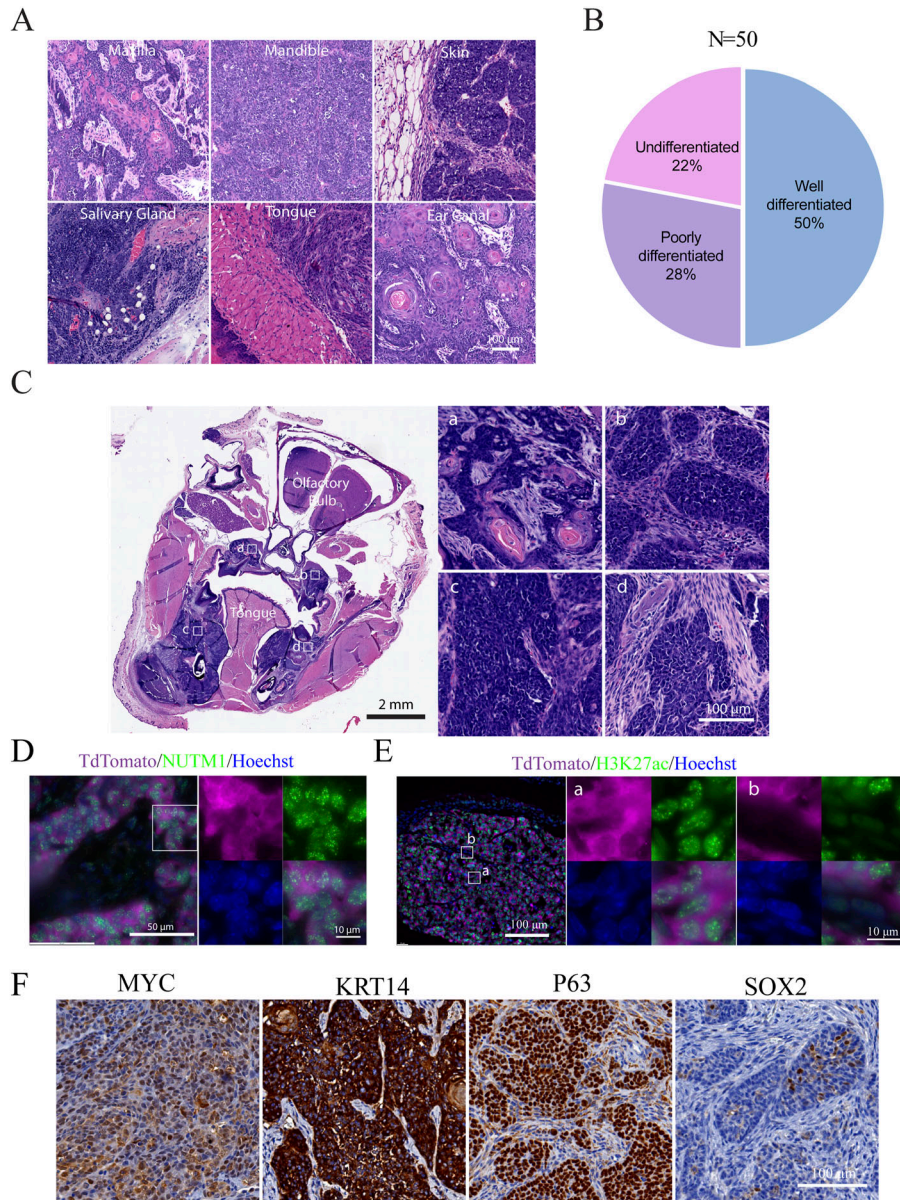 A
Maxilla
Mandible
Skin
Salivary Gland
Tongue
Ear Canal
100 μm
B
N=50
Undifferentiated
22%
Well
differentiated
50%
Poorly
differentiated
28%
C
Olfactory
Bulb
a
b
Tongue
c
d
2 mm
a
b
c
d
100 μm
D
TdTomato/NUTM1/Hoechst
50 μm
10 μm
E
TdTomato/H3K27ac/Hoechst
b
a
100 μm
a
b
10 μm
F
MYC
KRT14
P63
SOX2
100 μm